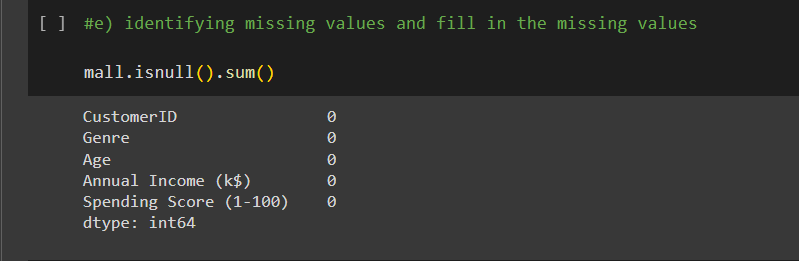 [ ] #e) identifying missing values and fill in the missing values
mall.isnull().sum()
CustomerID 0
Genre 0
Age 0
Annual Income (k$) 0
Spending Score (1-100) 0
dtype: int64